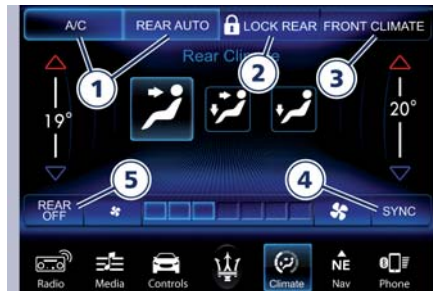 A/C REAR AUTO LOCK REAR FRONT CLIMATE
1 2 3
Rear Climate
19° 20°
5 4
REAR OFF SYNC
Radio Media Controls Climate NE Nav Phone